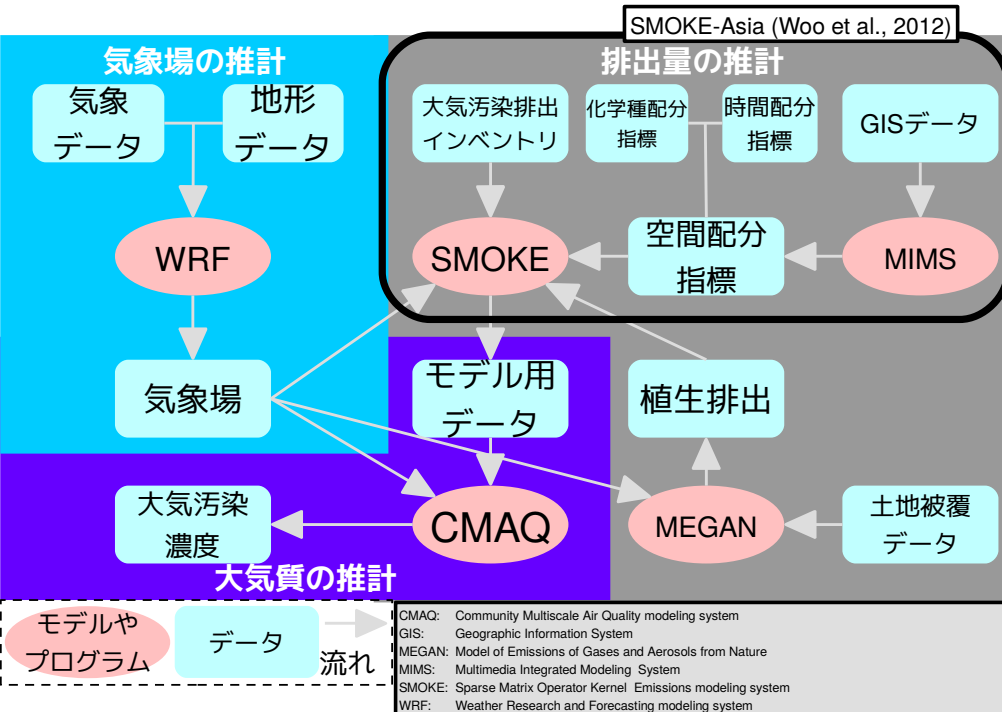 SMOKE-Asia (Woo et al., 2012)
気象場の推計
排出量の推計
気象
データ
地形
データ
大気汚染排出
インベントリ
化学種配分
指標
時間配分
指標
GISデータ
WRF
SMOKE
空間配分
指標
MIMS
気象場
モデル用
データ
植生排出
大気汚染
濃度
CMAQ
MEGAN
土地被覆
データ
大気質の推計
モデルや
プログラム
データ
流れ
CMAQ: Community Multiscale Air Quality modeling system
GIS: Geographic Information System
MEGAN: Model of Emissions of Gases and Aerosols from Nature
MIMS: Multimedia Integrated Modeling System
SMOKE: Sparse Matrix Operator Kernel Emissions modeling system
WRF: Weather Research and Forecasting modeling system